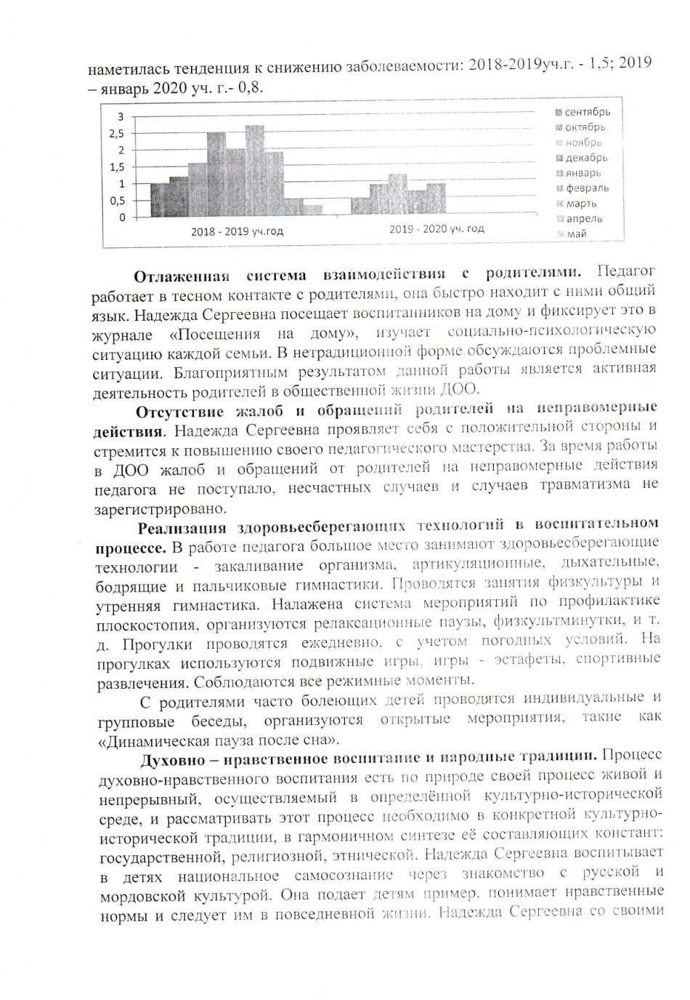 наметилась тенденция к снижению заболеваемости: 2018-2019уч.г. - 1,5; 2019
– январь 2020 уч. г.- 0,8.
3
2,5
2
1,5
1
0,5
0
2018 - 2019 уч.год
2019 - 2020 уч. год
сентябрь
октябрь
ноябрь
декабрь
январь
февраль
марть
апрель
май
Отлаженная система взаимодействия с родителями. Педагог
работает в тесном контакте с родителями, она быстро находит с ними общий
язык. Надежда Сергеевна посещает воспитанников на дому и фиксирует это в
журнале «Посещения на дому», изучает социально-психологическую
ситуацию каждой семьи. В нетрадиционной форме обсуждаются проблемные
ситуации. Благоприятным результатом данной работы является активная
деятельность родителей в общественной жизни ДОО.
Отсутствие жалоб и обращений родителей на неправомерные
действия. Надежда Сергеевна проявляет себя с положительной стороны и
стремится к повышению своего педагогического мастерства. За время работы
в ДОО жалоб и обращений от родителей на неправомерные действия
педагога не поступало, несчастных случаев и случаев травматизма не
зарегистрировано.
Реализация здоровьесберегающих технологий в воспитательном
процессе. В работе педагога большое место занимают здоровьесберегающие
технологии - закаливание организма, артикуляционные, дыхательные,
бодрящие и пальчиковые гимнастики. Проводятся занятия физкультуры и
утренняя гимнастика. Налажена система мероприятий по профилактике
плоскостопия, организуются релаксационные паузы, физкультминутки, и т.
д. Прогулки проводятся ежедневно, с учетом погодных условий. На
прогулках используются подвижные игры, игры - эстафеты, спортивные
развлечения. Соблюдаются все режимные моменты.
С родителями часто болеющих детей проводятся индивидуальные и
групповые беседы, организуются открытые мероприятия, такие как
«Динамическая пауза после сна».
Духовно – нравственное воспитание и народные традиции. Процесс
духовно-нравственного воспитания есть по природе своей процесс живой и
непрерывный, осуществляемый в определённой культурно-исторической
среде, и рассматривать этот процесс необходимо в конкретной культурно-
исторической традиции, в гармоничном синтезе её составляющих констант:
государственной, религиозной, этнической. Надежда Сергеевна воспитывает
в детях национальное самосознание через знакомство с русской и
мордовской культурой. Она подает детям пример, понимает нравственные
нормы и следует им в повседневной жизни. Надежда Сергеевна со своими